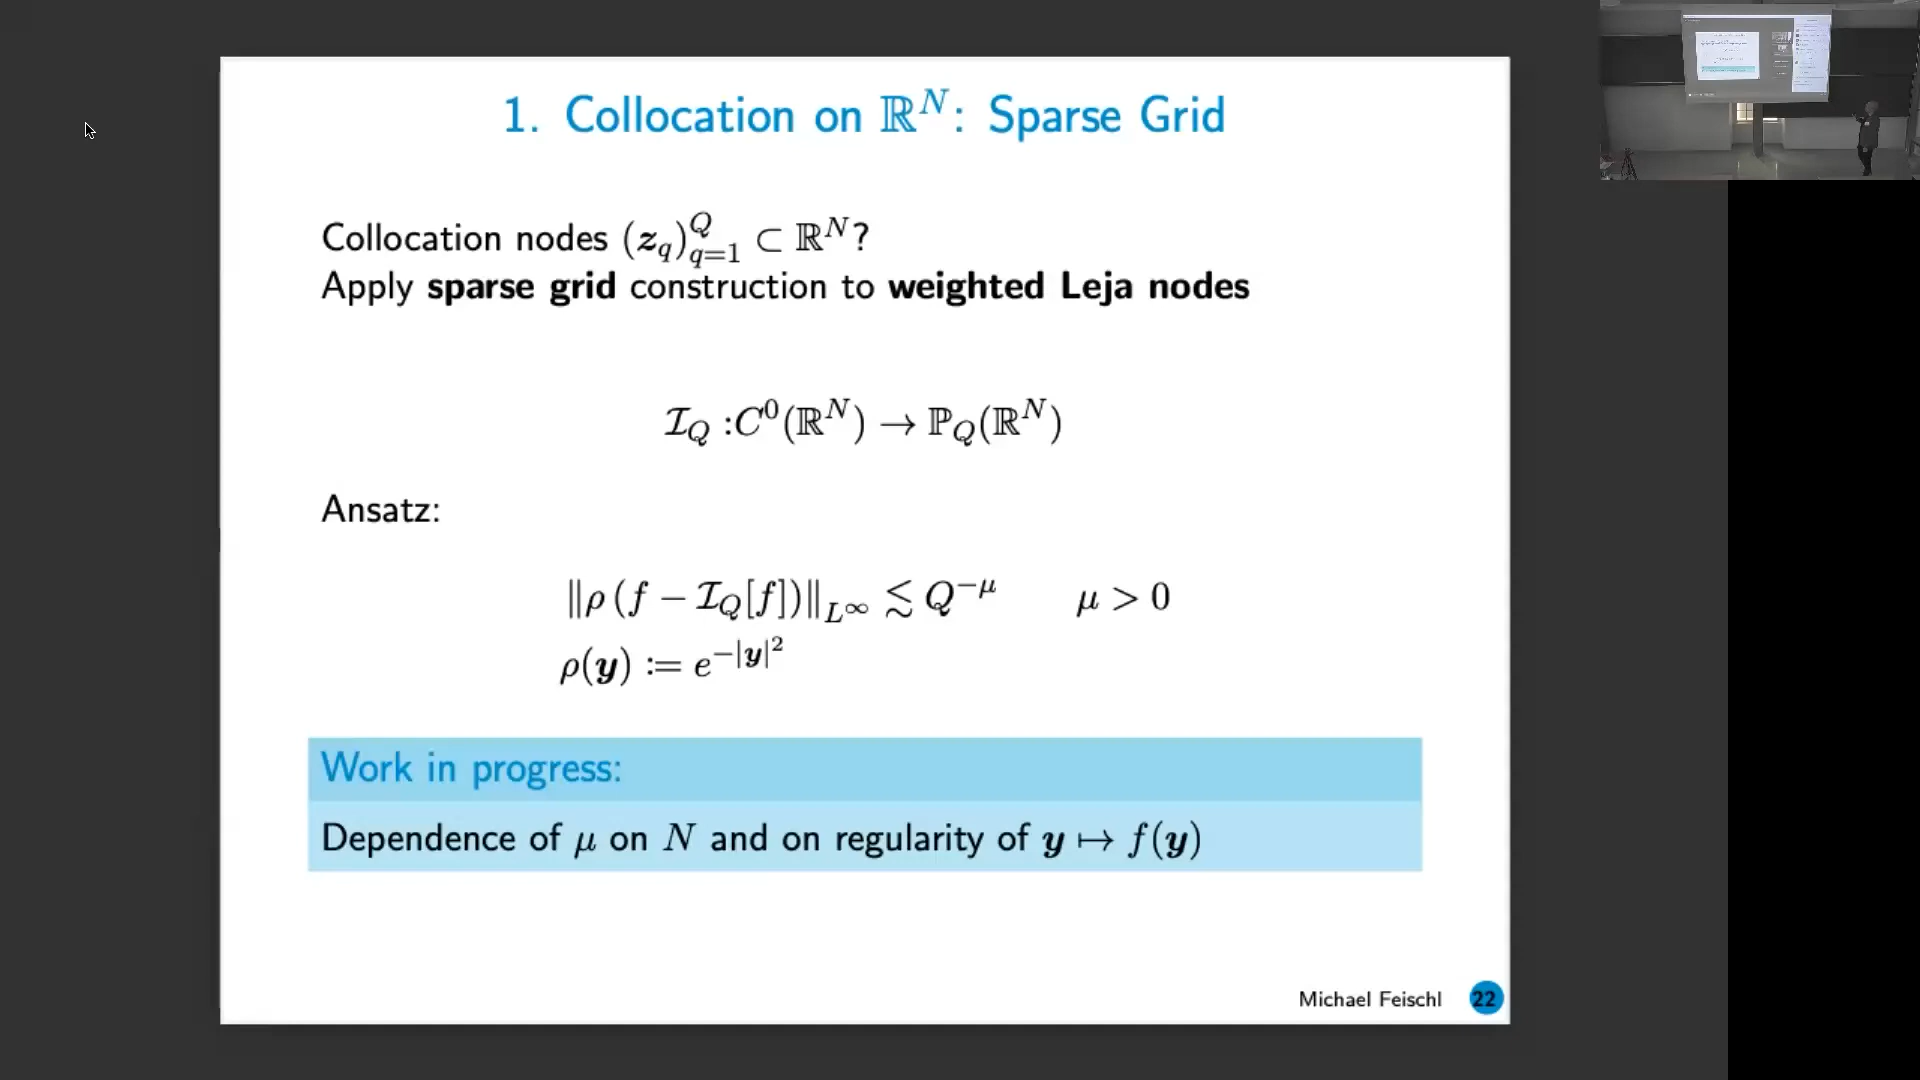 1. Collocation on ℝ^N: Sparse Grid
Collocation nodes (z_q)_{q=1}^Q ⊂ ℝ^N?
Apply sparse grid construction to weighted Leja nodes
ℐ_Q :C^0(ℝ^N) → ℙ_Q(ℝ^N)
Ansatz:
‖ρ (f − ℐ_Q[f])‖_{L^∞} ≲ Q^{−μ} μ > 0
ρ(y) := e^{−|y|^2}
Work in progress:
Dependence of μ on N and on regularity of y ↦ f(y)
Michael Feischl 22